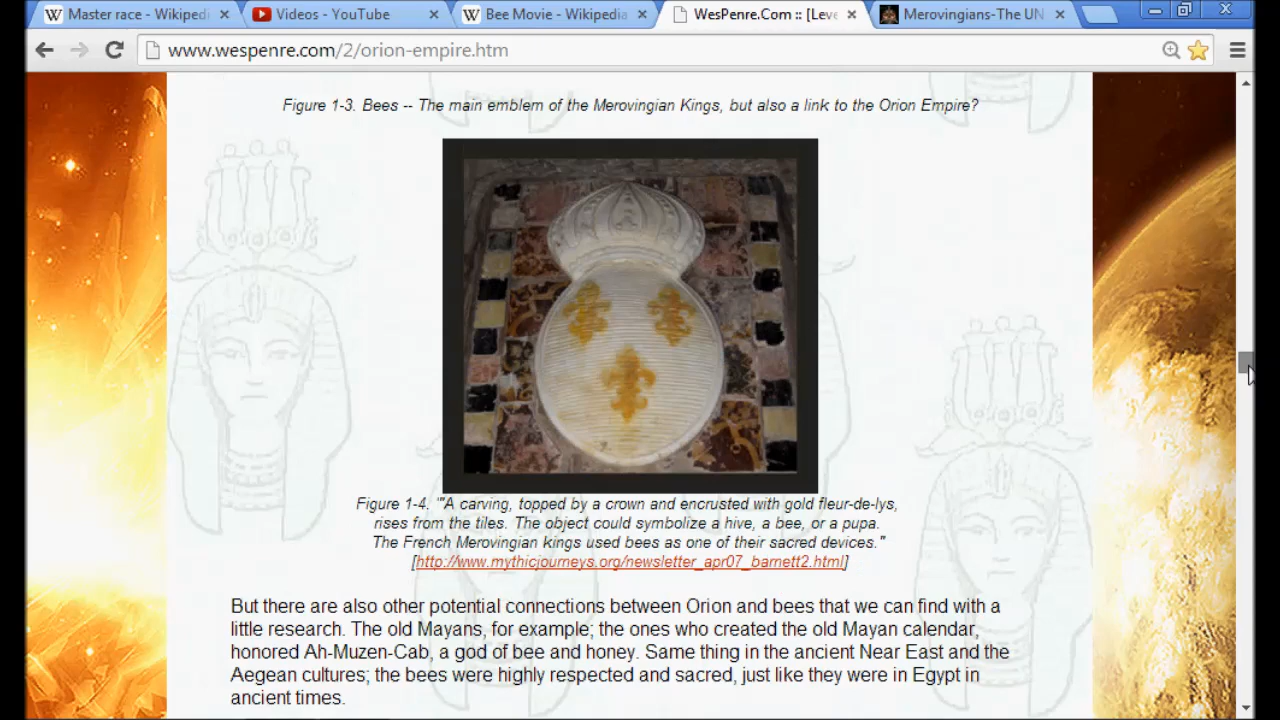 Master race - Wikipedi
Videos - YouTube
Bee Movie - Wikipedia
WesPenre.Com :: [Leve
Merovingians-The UN
www.wespenre.com/2/orion-empire.htm
Figure 1-3. Bees -- The main emblem of the Merovingian Kings, but also a link to the Orion Empire?
Figure 1-4. "'A carving, topped by a crown and encrusted with gold fleur-de-lys,
rises from the tiles. The object could symbolize a hive, a bee, or a pupa.
The French Merovingian kings used bees as one of their sacred devices."
[http://www.mythicjourneys.org/newsletter_apr07_barnett2.html]
But there are also other potential connections between Orion and bees that we can find with a
little research. The old Mayans, for example; the ones who created the old Mayan calendar,
honored Ah-Muzen-Cab, a god of bee and honey. Same thing in the ancient Near East and the
Aegean cultures; the bees were highly respected and sacred, just like they were in Egypt in
ancient times.